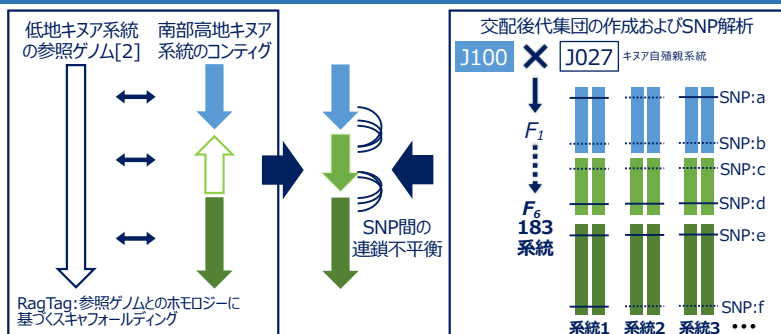 低地キヌア系統
の参照ゲノム[2]
南部高地キヌア
系統のコンティグ
RagTag:参照ゲノムとのホモロジーに
基づくスキャフォールディング
SNP間の
連鎖不平衡
交配後代集団の作成およびSNP解析
J100
J027
キヌア自殖親系統
F1
F6
183
系統
SNP:a
SNP:b
SNP:c
SNP:d
SNP:e
SNP:f
系統1 系統2 系統3 •••